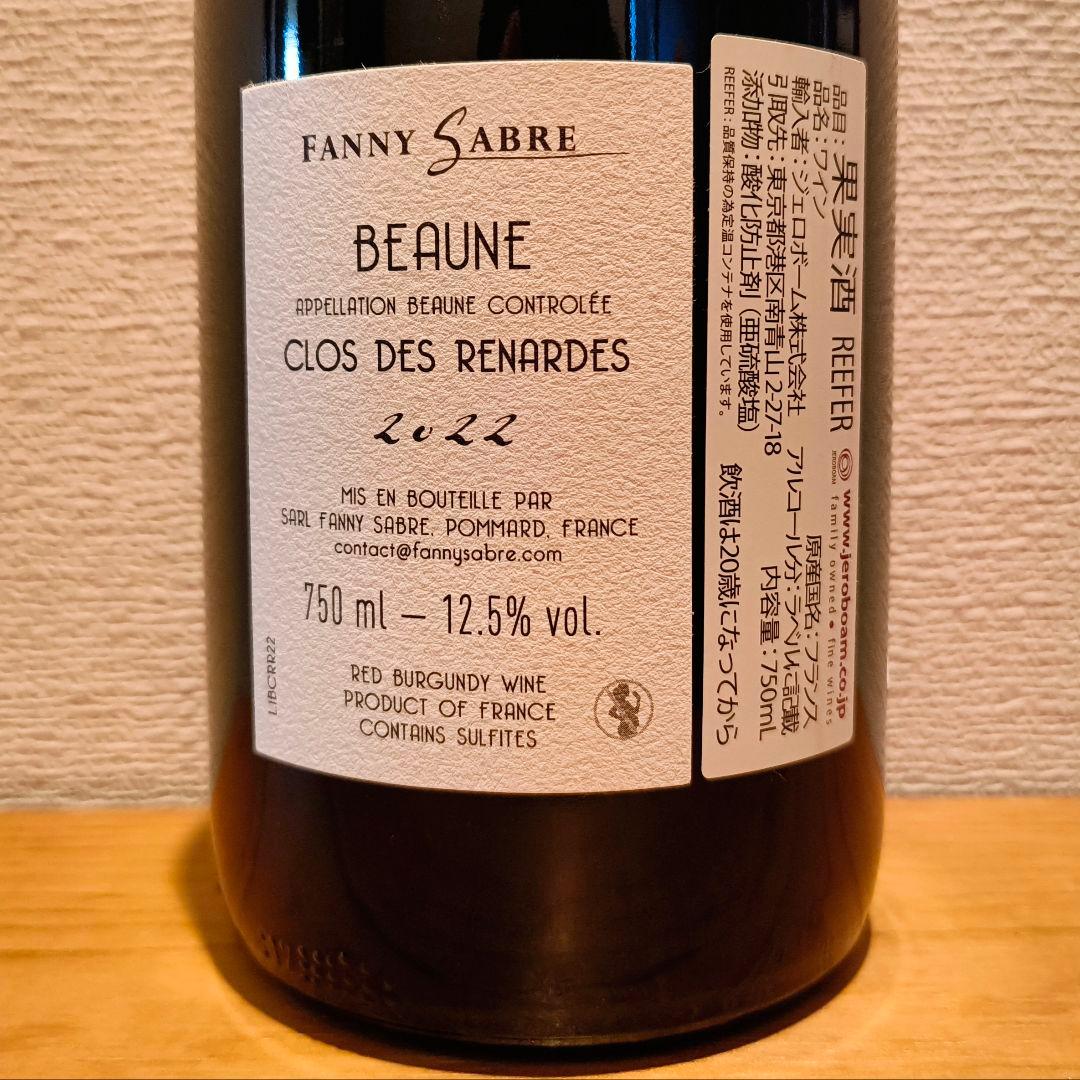 FANNY SABRE
BEAUNE
APPELLATION BEAUNE CONTROLÉE
CLOS DES RENARDES
2022
MIS EN BOUTEILLE PAR
SARL FANNY SABRE, POMMARD, FRANCE
contact@fannysabre.com
750 ml – 12.5% vol.
RED BURGUNDY WINE
PRODUCT OF FRANCE
CONTAINS SULFITES
L1BCRR22
品目:果実酒 REEFER
JEROBOAM
www.jeroboam.co.jp
family owned • fine wines
品名:ワイン 原産国名:フランス
輸入者:ジェロボーム株式会社 アルコール分:ラベルに記載
引取先:東京都港区南青山2-27-18 内容量:750mL
添加物:酸化防止剤(亜硫酸塩) 飲酒は20歳になってから
REEFER:品質保持の為定温コンテナを使用しています。